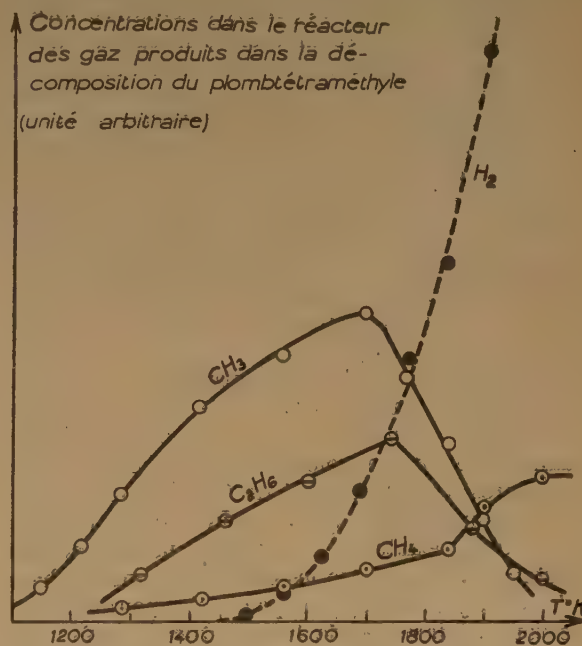 Concentrations dans le réacteur
des gaz produits dans la dé-
composition du plombtétraméthyle
(unité arbitraire)
H₂
CH₃
C₂H₆
CH₄
1200 1400 1600 1800 2000 T°K